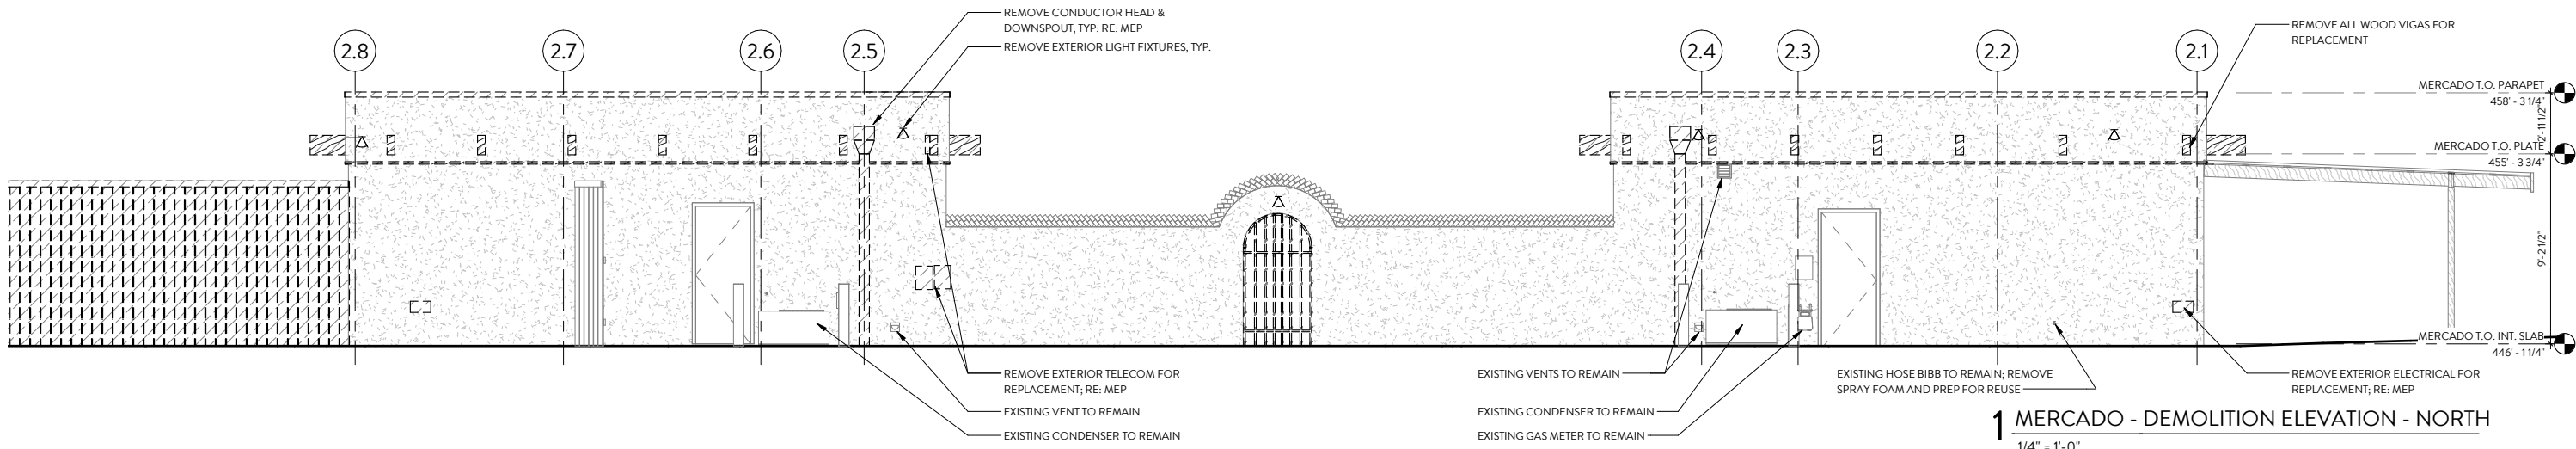 REMOVE CONDUCTOR HEAD &
DOWNSPOUT, TYP: RE: MEP
REMOVE EXTERIOR LIGHT FIXTURES, TYP.
REMOVE ALL WOOD VIGAS FOR
REPLACEMENT
2.8
2.7
2.6
2.5
2.4
2.3
2.2
2.1
MERCADO T.O. PARAPET
458' - 3 1/4"
2'-11 1/2"
MERCADO T.O. PLATE
455' - 3 3/4"
9'-2 1/2"
MERCADO T.O. INT. SLAB
446' - 1 1/4"
REMOVE EXTERIOR TELECOM FOR
REPLACEMENT; RE: MEP
EXISTING VENT TO REMAIN
EXISTING CONDENSER TO REMAIN
EXISTING VENTS TO REMAIN
EXISTING CONDENSER TO REMAIN
EXISTING GAS METER TO REMAIN
EXISTING HOSE BIBB TO REMAIN; REMOVE
SPRAY FOAM AND PREP FOR REUSE
REMOVE EXTERIOR ELECTRICAL FOR
REPLACEMENT; RE: MEP
1 MERCADO - DEMOLITION ELEVATION - NORTH
1/4" = 1'-0"